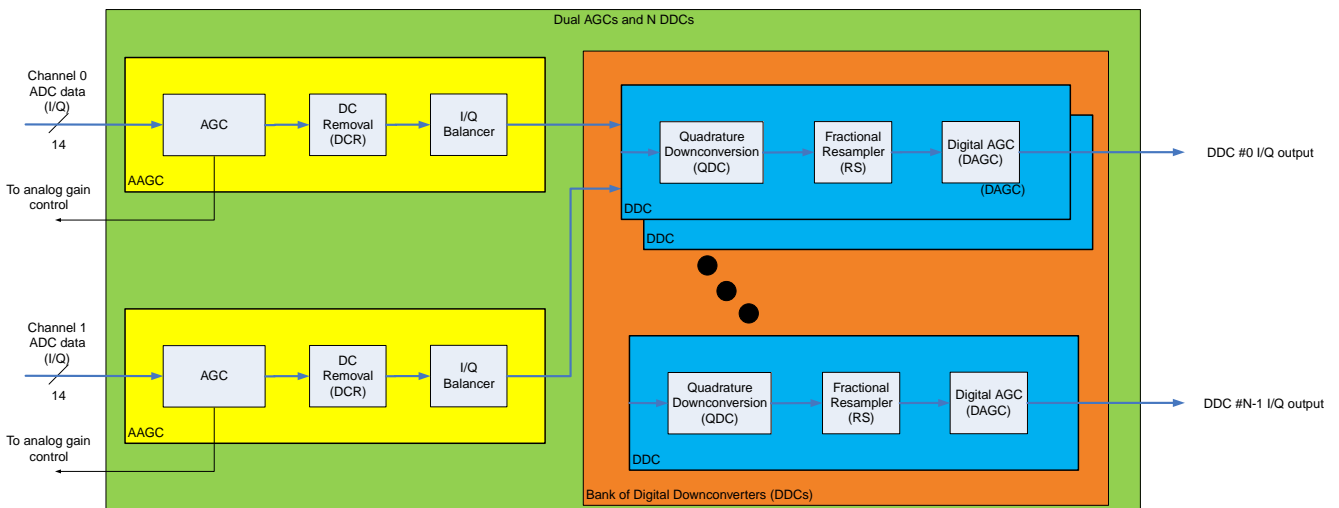 Dual AGCs and N DDCs
Channel 0
ADC data
(I/Q)
14
AGC
DC
Removal
(DCR)
I/Q
Balancer
To analog gain
control
AAGC
Quadrature
Downconversion
(QDC)
Fractional
Resampler
(RS)
Digital AGC
(DAGC)
(DAGC)
DDC
DDC
DDC #0 I/Q output
Channel 1
ADC data
(I/Q)
14
AGC
DC
Removal
(DCR)
I/Q
Balancer
To analog gain
control
AAGC
Quadrature
Downconversion
(QDC)
Fractional
Resampler
(RS)
Digital AGC
(DAGC)
DDC
DDC #N-1 I/Q output
Bank of Digital Downconverters (DDCs)